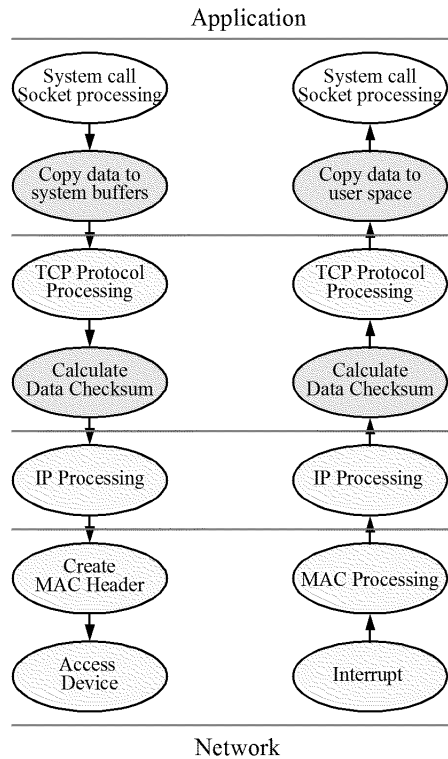 Application
System call
Socket processing
System call
Socket processing
Copy data to
system buffers
Copy data to
user space
TCP Protocol
Processing
TCP Protocol
Processing
Calculate
Data Checksum
Calculate
Data Checksum
IP Processing
IP Processing
Create
MAC Header
MAC Processing
Access
Device
Interrupt
Network